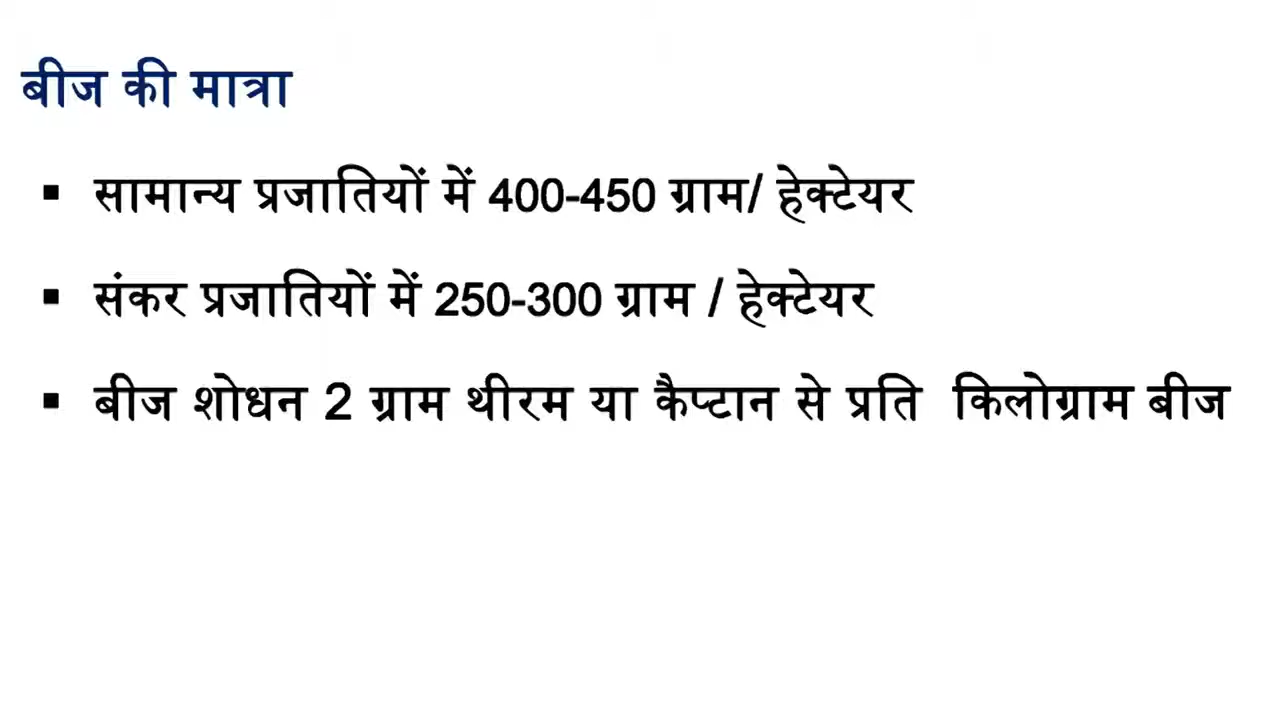 बीज की मात्रा
▪ सामान्य प्रजातियों में 400-450 ग्राम/ हेक्टेयर
▪ संकर प्रजातियों में 250-300 ग्राम / हेक्टेयर
▪ बीज शोधन 2 ग्राम थीरम या कैप्टान से प्रति किलोग्राम बीज